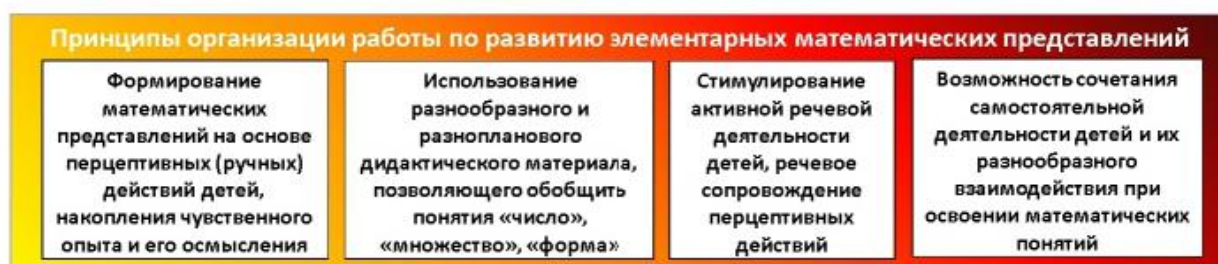 Принципы организации работы по развитию элементарных математических представлений
Формирование
математических
представлений на основе
перцептивных (ручных)
действий детей,
накопления чувственного
опыта и его осмысления
Использование
разнообразного и
разнопланового
дидактического материала,
позволяющего обобщить
понятия «число»,
«множество», «форма»
Стимулирование
активной речевой
деятельности
детей, речевое
сопровождение
перцептивных
действий
Возможность сочетания
самостоятельной
деятельности детей и их
разнообразного
взаимодействия при
освоении математических
понятий